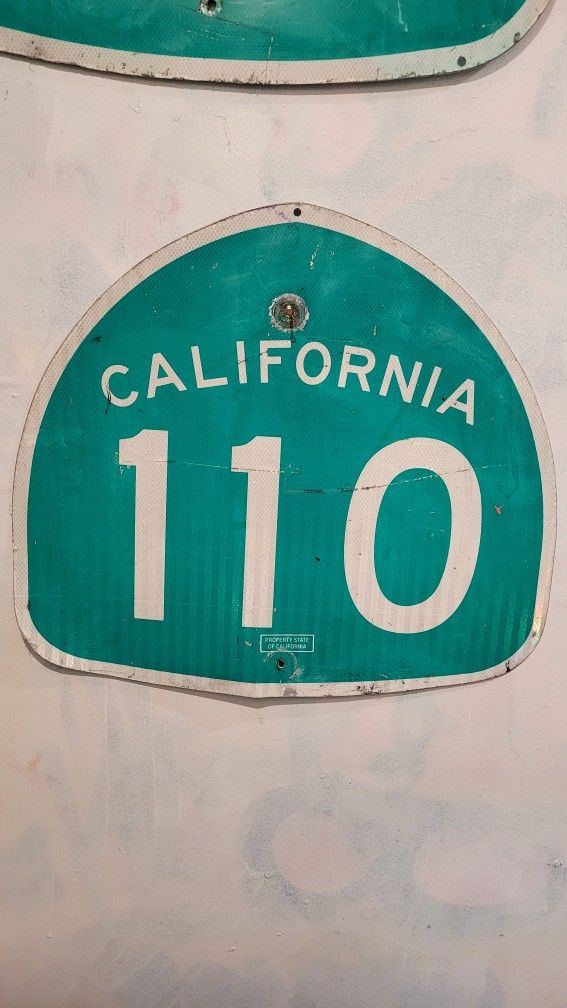 CALIFORNIA
110
PROPERTY STATE
OF CALIFORNIA